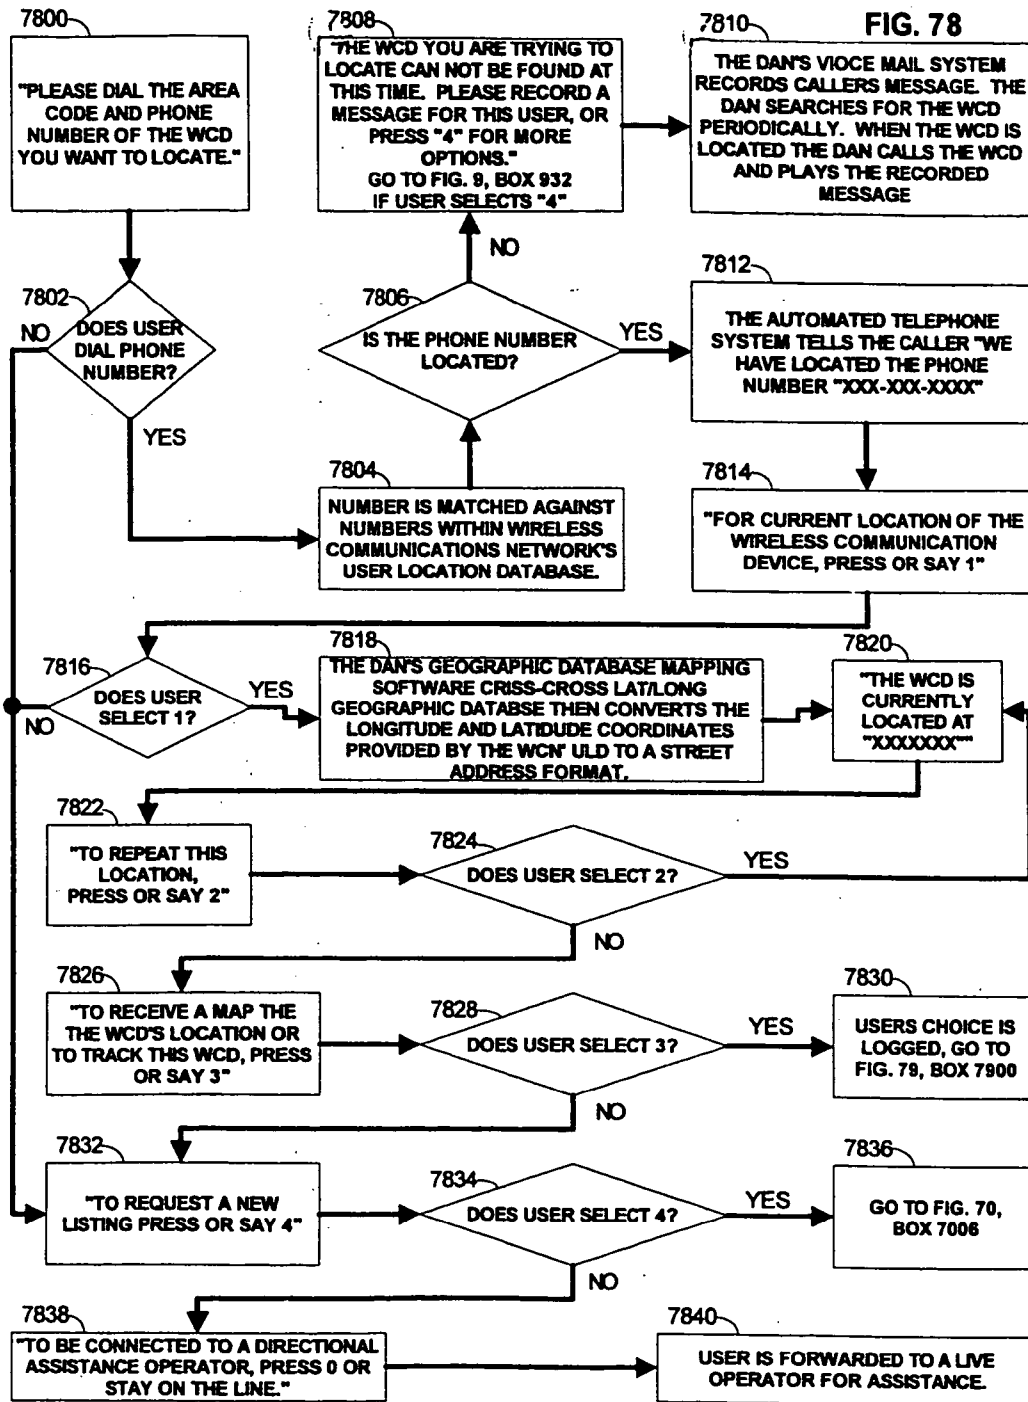 FIG. 78
7800
"PLEASE DIAL THE AREA
CODE AND PHONE
NUMBER OF THE WCD
YOU WANT TO LOCATE."
7808
"THE WCD YOU ARE TRYING TO
LOCATE CAN NOT BE FOUND AT
THIS TIME. PLEASE RECORD A
MESSAGE FOR THIS USER, OR
PRESS "4" FOR MORE
OPTIONS."
GO TO FIG. 9, BOX 932
IF USER SELECTS "4"
7810
THE DAN'S VIOCE MAIL SYSTEM
RECORDS CALLERS MESSAGE. THE
DAN SEARCHES FOR THE WCD
PERIODICALLY. WHEN THE WCD IS
LOCATED THE DAN CALLS THE WCD
AND PLAYS THE RECORDED
MESSAGE
NO
7802
NO
DOES USER
DIAL PHONE
NUMBER?
YES
7806
IS THE PHONE NUMBER
LOCATED?
YES
7812
THE AUTOMATED TELEPHONE
SYSTEM TELLS THE CALLER "WE
HAVE LOCATED THE PHONE
NUMBER "XXX-XXX-XXXX"
7804
NUMBER IS MATCHED AGAINST
NUMBERS WITHIN WIRELESS
COMMUNICATIONS NETWORK'S
USER LOCATION DATABASE.
7814
"FOR CURRENT LOCATION OF THE
WIRELESS COMMUNICATION
DEVICE, PRESS OR SAY 1"
7816
DOES USER
SELECT 1?
YES
NO
7818
THE DAN'S GEOGRAPHIC DATABASE MAPPING
SOFTWARE CRISS-CROSS LAT/LONG
GEOGRAPHIC DATABSE THEN CONVERTS THE
LONGITUDE AND LATIDUDE COORDINATES
PROVIDED BY THE WCN' ULD TO A STREET
ADDRESS FORMAT.
7820
"THE WCD IS
CURRENTLY
LOCATED AT
"XXXXXXX""
7822
"TO REPEAT THIS
LOCATION,
PRESS OR SAY 2"
7824
DOES USER SELECT 2?
YES
NO
7826
"TO RECEIVE A MAP THE
THE WCD'S LOCATION OR
TO TRACK THIS WCD, PRESS
OR SAY 3"
7828
DOES USER SELECT 3?
YES
NO
7830
USERS CHOICE IS
LOGGED, GO TO
FIG. 79, BOX 7900
7832
"TO REQUEST A NEW
LISTING PRESS OR SAY 4"
7834
DOES USER SELECT 4?
YES
NO
7836
GO TO FIG. 70,
BOX 7006
7838
"TO BE CONNECTED TO A DIRECTIONAL
ASSISTANCE OPERATOR, PRESS 0 OR
STAY ON THE LINE."
7840
USER IS FORWARDED TO A LIVE
OPERATOR FOR ASSISTANCE.